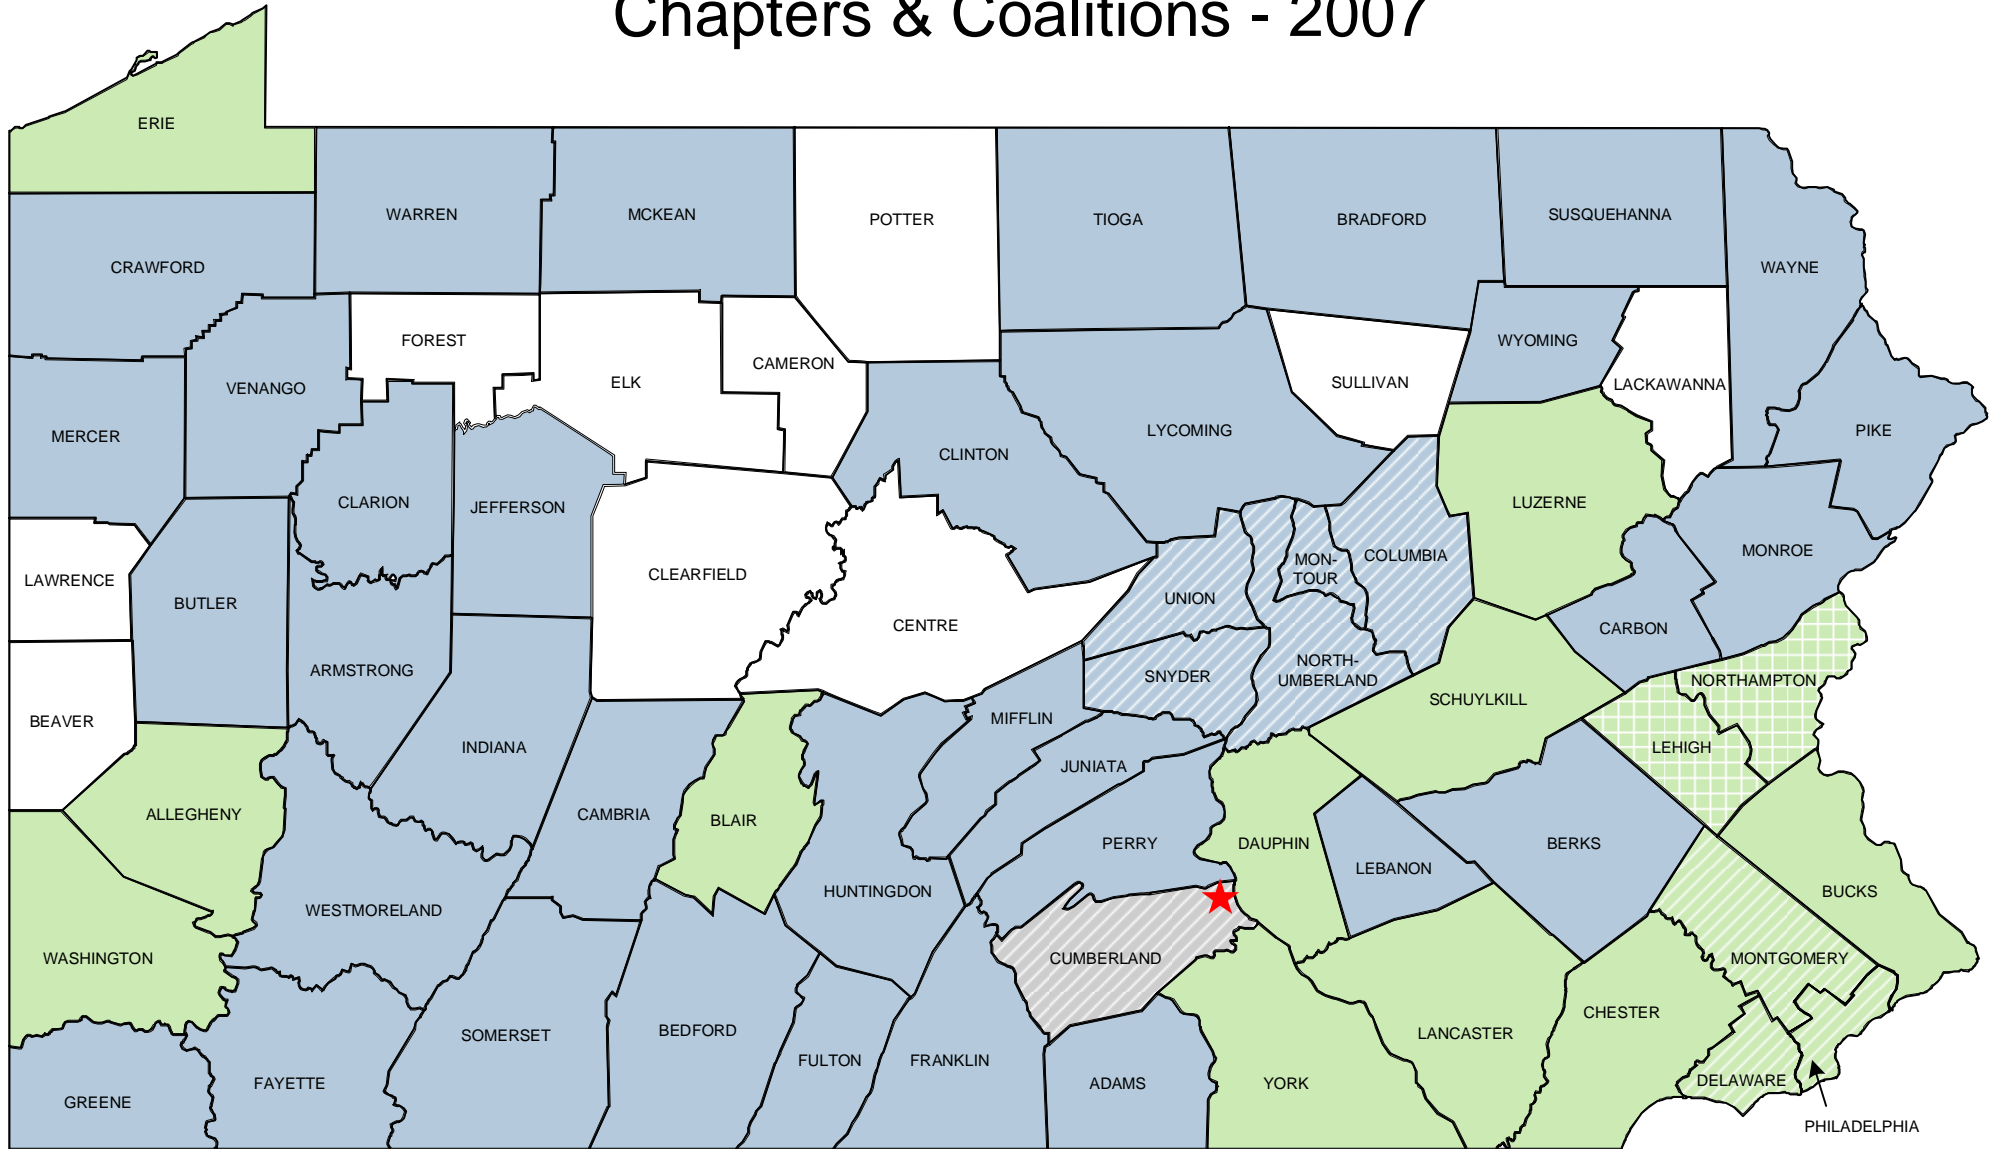 Chapters & Coalitions - 2007
ERIE
WARREN
MCKEAN
POTTER
TIOGA
BRADFORD
SUSQUEHANNA
WAYNE
CRAWFORD
FOREST
ELK
CAMERON
SULLIVAN
WYOMING
LACKAWANNA
VENANGO
MERCER
CLINTON
LYCOMING
PIKE
CLARION
JEFFERSON
LUZERNE
LAWRENCE
BUTLER
CLEARFIELD
CENTRE
UNION
MON-
TOUR
COLUMBIA
MONROE
CARBON
ARMSTRONG
SNYDER
NORTH-
UMBERLAND
SCHUYLKILL
NORTHAMPTON
BEAVER
INDIANA
MIFFLIN
JUNIATA
LEHIGH
ALLEGHENY
CAMBRIA
BLAIR
PERRY
DAUPHIN
LEBANON
BERKS
HUNTINGDON
BUCKS
WESTMORELAND
WASHINGTON
CUMBERLAND
MONTGOMERY
SOMERSET
BEDFORD
FULTON
FRANKLIN
LANCASTER
CHESTER
GREENE
FAYETTE
ADAMS
YORK
DELAWARE
PHILADELPHIA